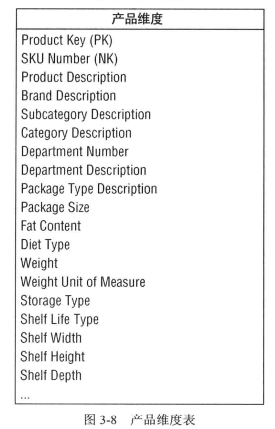 产品维度
Product Key (PK)
SKU Number (NK)
Product Description
Brand Description
Subcategory Description
Category Description
Department Number
Department Description
Package Type Description
Package Size
Fat Content
Diet Type
Weight
Weight Unit of Measure
Storage Type
Shelf Life Type
Shelf Width
Shelf Height
Shelf Depth
...
图 3-8 产品维度表